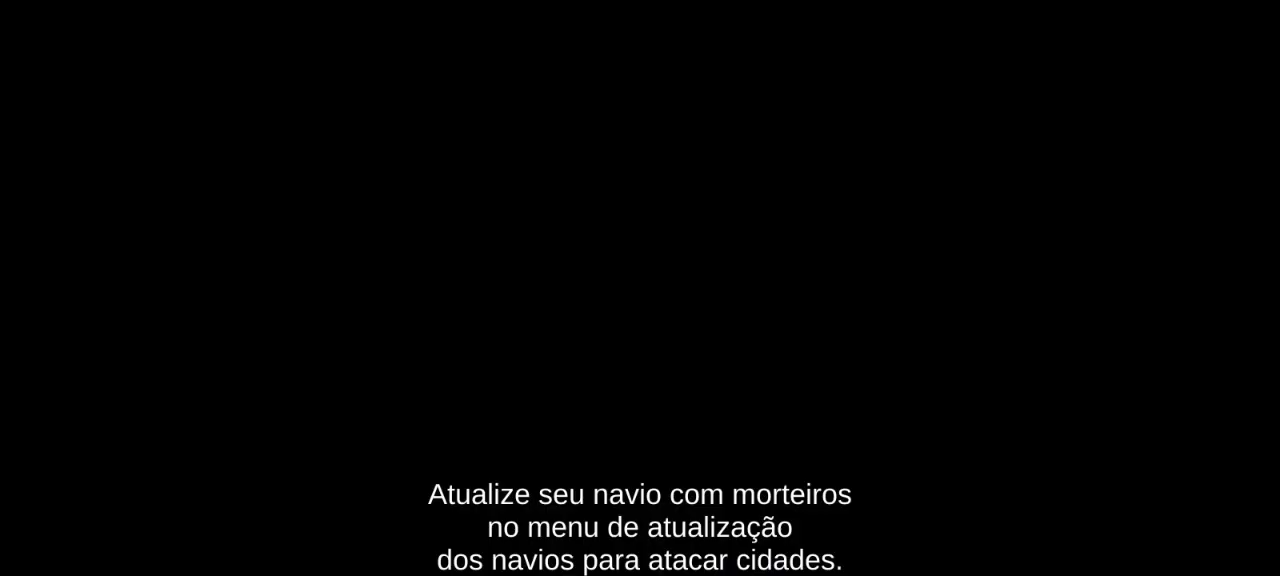 Atualize seu navio com morteiros
no menu de atualização
dos navios para atacar cidades.